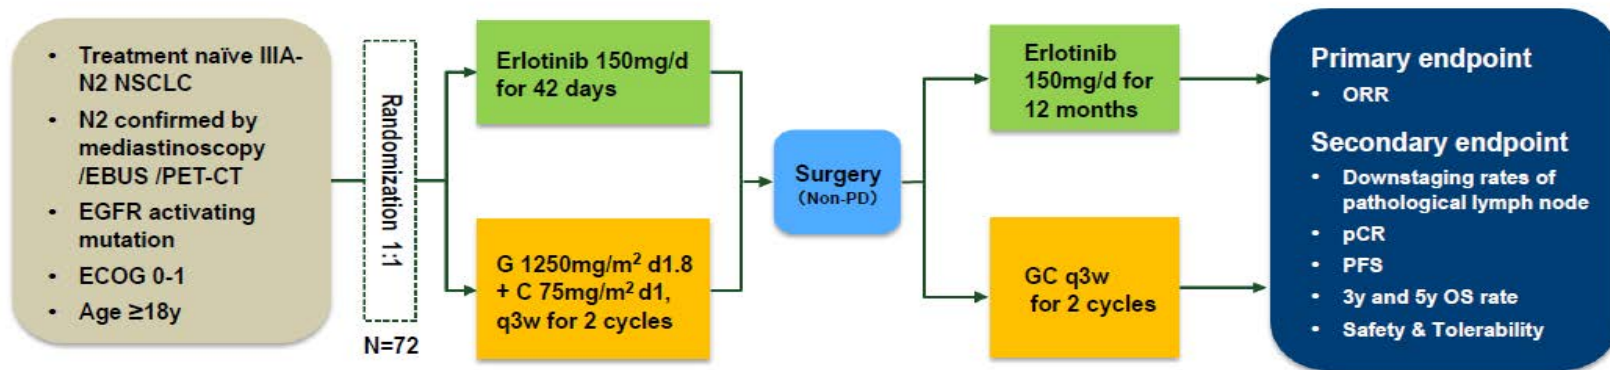 • Treatment naïve IIIA-
N2 NSCLC
• N2 confirmed by
mediastinoscopy
/EBUS /PET-CT
• EGFR activating
mutation
• ECOG 0-1
• Age ≥18y
Randomization 1:1
N=72
Erlotinib 150mg/d
for 42 days
G 1250mg/m² d1.8
+ C 75mg/m² d1,
q3w for 2 cycles
Surgery
(Non-PD)
Erlotinib
150mg/d for
12 months
GC q3w
for 2 cycles
Primary endpoint
• ORR
Secondary endpoint
• Downstaging rates of
pathological lymph node
• pCR
• PFS
• 3y and 5y OS rate
• Safety & Tolerability